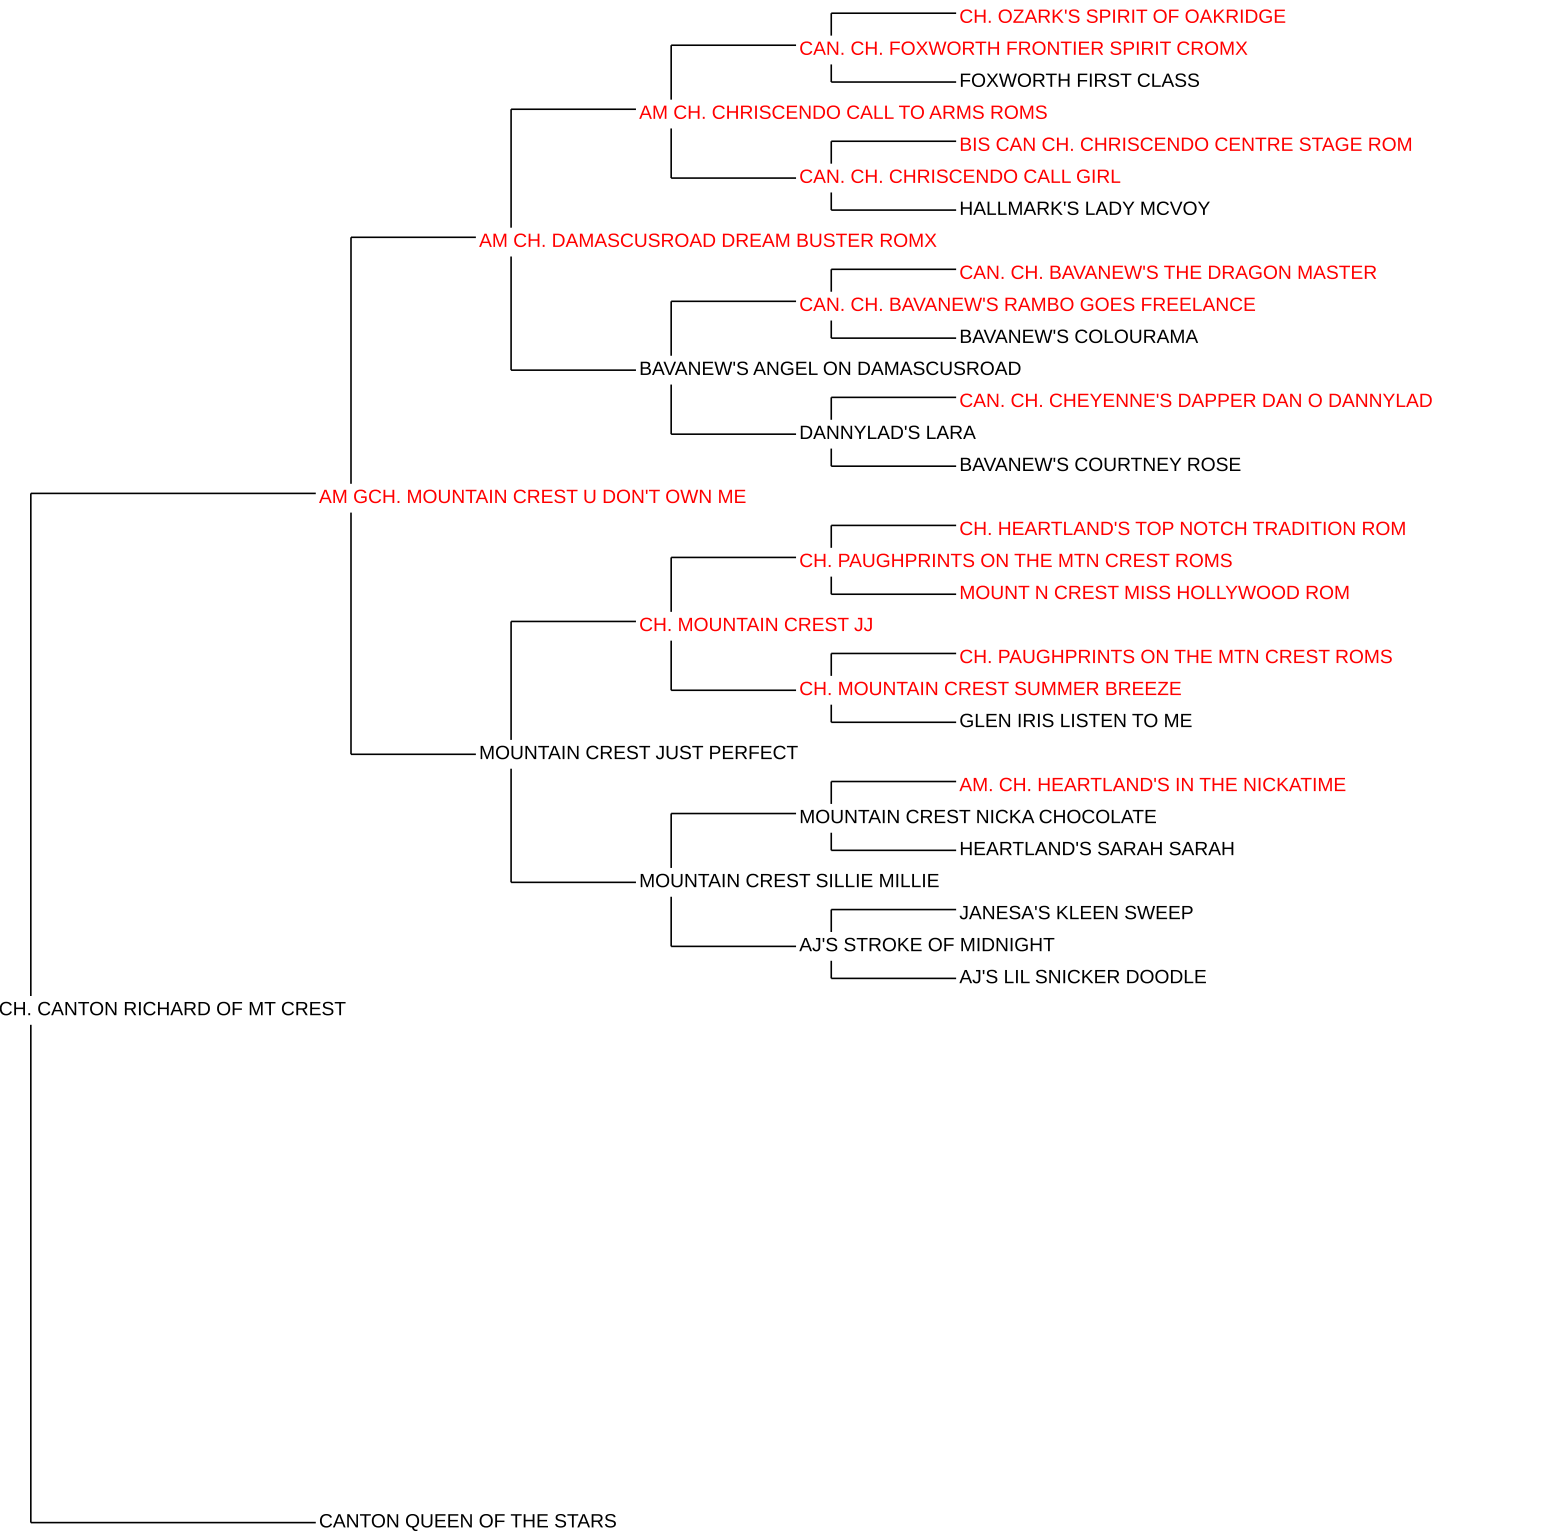 CH. OZARK'S SPIRIT OF OAKRIDGE
CAN. CH. FOXWORTH FRONTIER SPIRIT CROMX
FOXWORTH FIRST CLASS
AM CH. CHRISCENDO CALL TO ARMS ROMS
BIS CAN CH. CHRISCENDO CENTRE STAGE ROM
CAN. CH. CHRISCENDO CALL GIRL
HALLMARK'S LADY MCVOY
AM CH. DAMASCUSROAD DREAM BUSTER ROMX
CAN. CH. BAVANEW'S THE DRAGON MASTER
CAN. CH. BAVANEW'S RAMBO GOES FREELANCE
BAVANEW'S COLOURAMA
BAVANEW'S ANGEL ON DAMASCUSROAD
CAN. CH. CHEYENNE'S DAPPER DAN O DANNYLAD
DANNYLAD'S LARA
BAVANEW'S COURTNEY ROSE
AM GCH. MOUNTAIN CREST U DON'T OWN ME
CH. HEARTLAND'S TOP NOTCH TRADITION ROM
CH. PAUGHPRINTS ON THE MTN CREST ROMS
MOUNT N CREST MISS HOLLYWOOD ROM
CH. MOUNTAIN CREST JJ
CH. PAUGHPRINTS ON THE MTN CREST ROMS
CH. MOUNTAIN CREST SUMMER BREEZE
GLEN IRIS LISTEN TO ME
MOUNTAIN CREST JUST PERFECT
AM. CH. HEARTLAND'S IN THE NICKATIME
MOUNTAIN CREST NICKA CHOCOLATE
HEARTLAND'S SARAH SARAH
MOUNTAIN CREST SILLIE MILLIE
JANESA'S KLEEN SWEEP
AJ'S STROKE OF MIDNIGHT
AJ'S LIL SNICKER DOODLE
CH. CANTON RICHARD OF MT CREST
CANTON QUEEN OF THE STARS